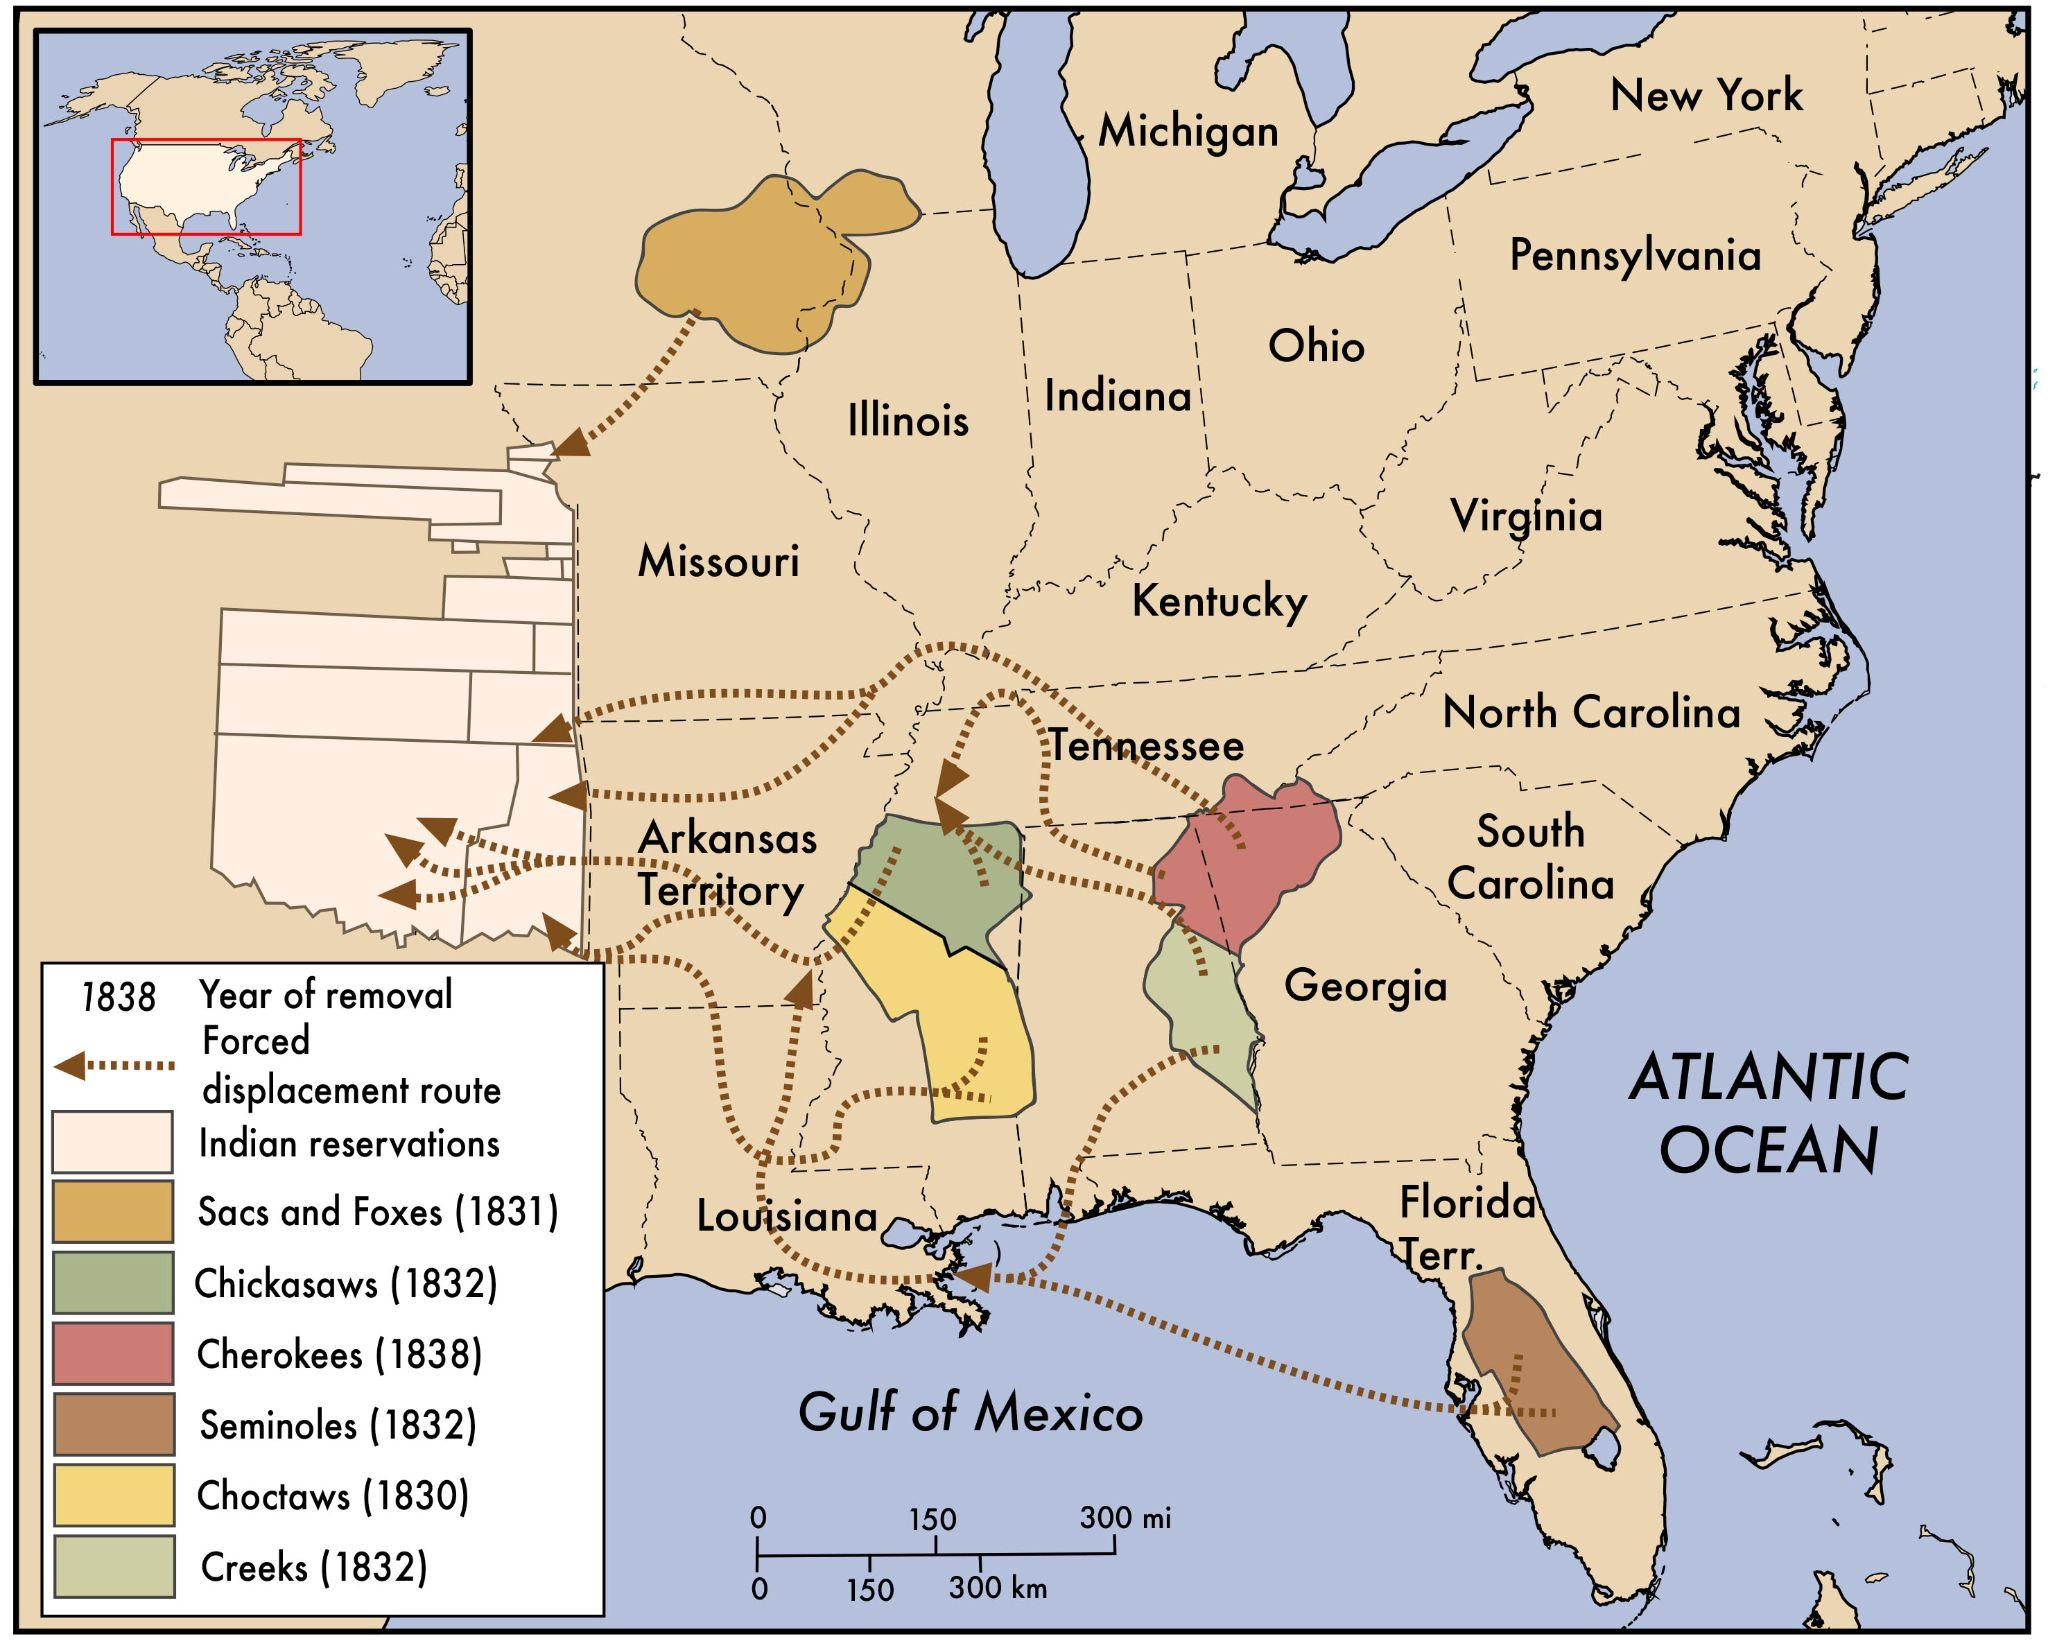 New York
Michigan
Pennsylvania
Ohio
Indiana
Illinois
Virginia
Missouri
Kentucky
North Carolina
Tennessee
South
Carolina
Arkansas
Territory
Georgia
ATLANTIC
OCEAN
Florida
Terr.
Louisiana
Gulf of Mexico
1838 Year of removal
Forced
displacement route
Indian reservations
Sacs and Foxes (1831)
Chickasaws (1832)
Cherokees (1838)
Seminoles (1832)
Choctaws (1830)
Creeks (1832)
0 150 300 mi
0 150 300 km